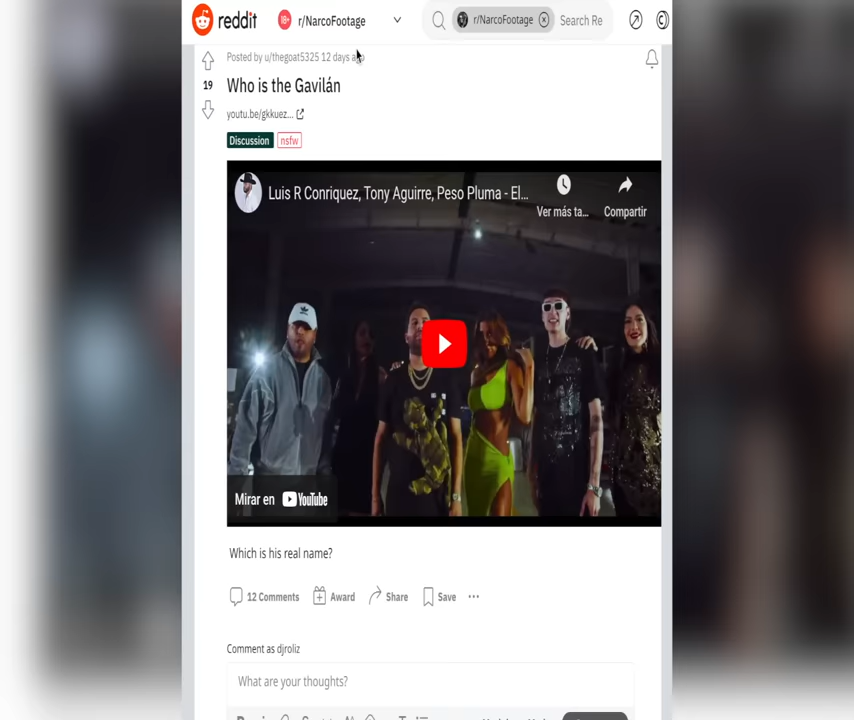 reddit 18+ r/NarcoFootage r/NarcoFootage Search Re
Posted by u/thegoat5325 12 days
19
Who is the Gavilán
youtu.be/gkkuez...
Discussion nsfw
Luis R Conriquez, Tony Aguirre, Peso Pluma - El...
Ver más ta... Compartir
Mirar en YouTube
Which is his real name?
12 Comments Award Share Save
Comment as djroliz
What are your thoughts?